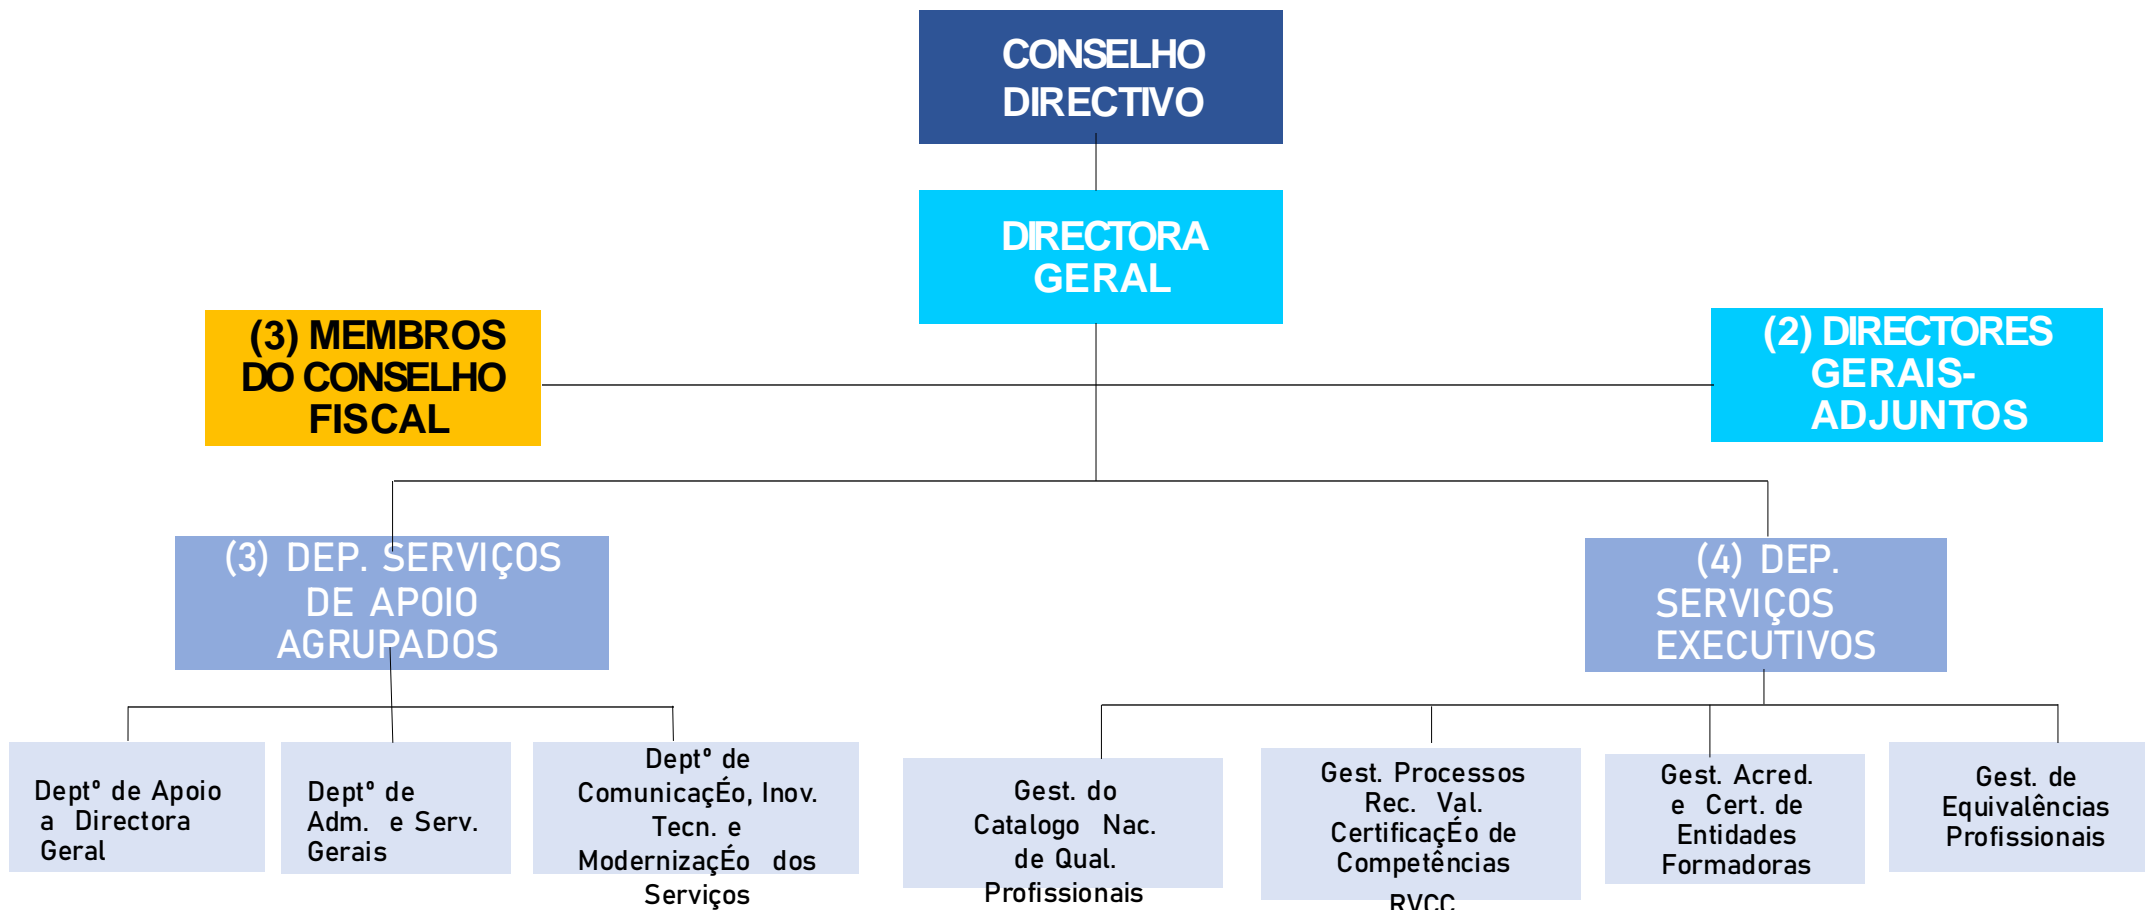 CONSELHO
DIRECTIVO
DIRECTORA
GERAL
(3) MEMBROS
DO CONSELHO
FISCAL
(2) DIRECTORES
GERAIS-
ADJUNTOS
(3) DEP. SERVIÇOS
DE APOIO
AGRUPADOS
(4) DEP.
SERVIÇOS
EXECUTIVOS
Deptº de Apoio
a Directora
Geral
Deptº de
Adm. e Serv.
Gerais
Deptº de
ComunicaçÉo, Inov.
Tecn. e
ModernizaçÉo dos
Serviços
Gest. do
Catalogo Nac.
de Qual.
Profissionais
Gest. Processos
Rec. Val.
CertificaçÉo de
Competências
RVCC
Gest. Acred.
e Cert. de
Entidades
Formadoras
Gest. de
Equivalências
Profissionais